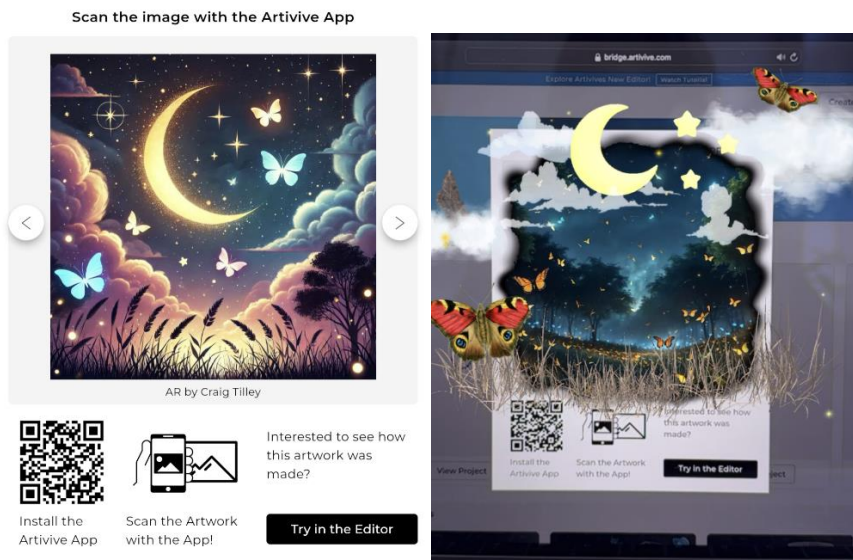 Scan the image with the Artivive App
AR by Craig Tilley
Install the
Artivive App
Scan the Artwork
with the App!
Interested to see how
this artwork was
made?
Try in the Editor
bridge.artivive.com
Explore Artivives New Editor! Watch Tutorial
Create
interested to see how
this artwork was
made?
Install the
Artivive App
Scan the Artwork
with the App!
Try in the Editor
View Project
ject